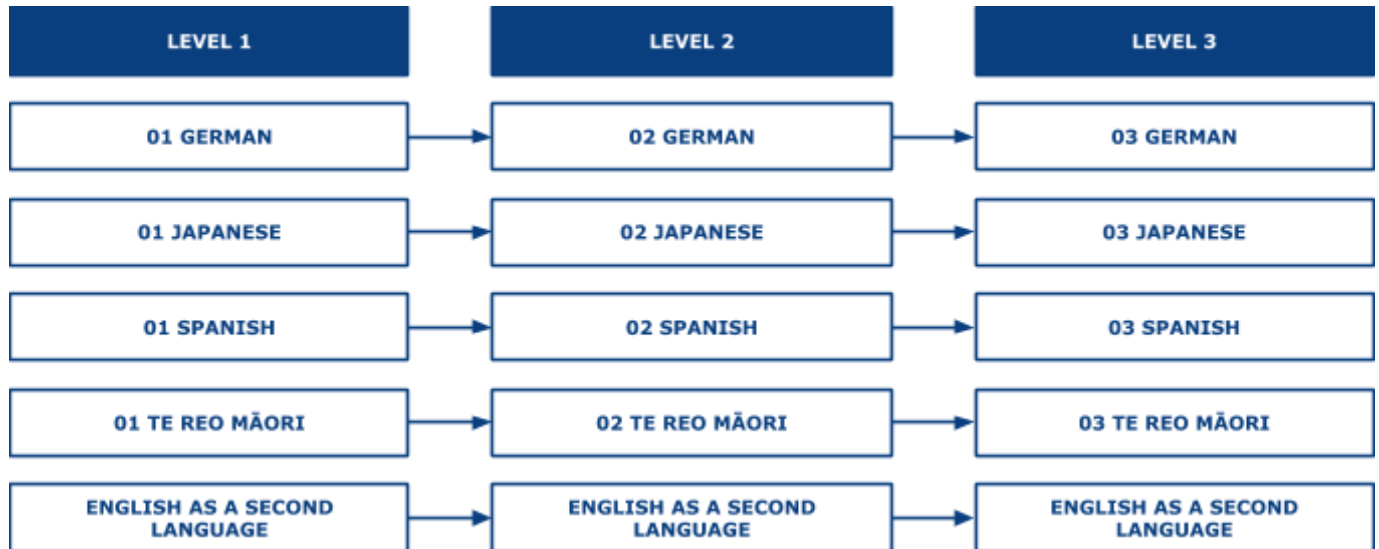 LEVEL 1
LEVEL 2
LEVEL 3
01 GERMAN
02 GERMAN
03 GERMAN
01 JAPANESE
02 JAPANESE
03 JAPANESE
01 SPANISH
02 SPANISH
03 SPANISH
01 TE REO MĀORI
02 TE REO MĀORI
03 TE REO MĀORI
ENGLISH AS A SECOND
LANGUAGE
ENGLISH AS A SECOND
LANGUAGE
ENGLISH AS A SECOND
LANGUAGE